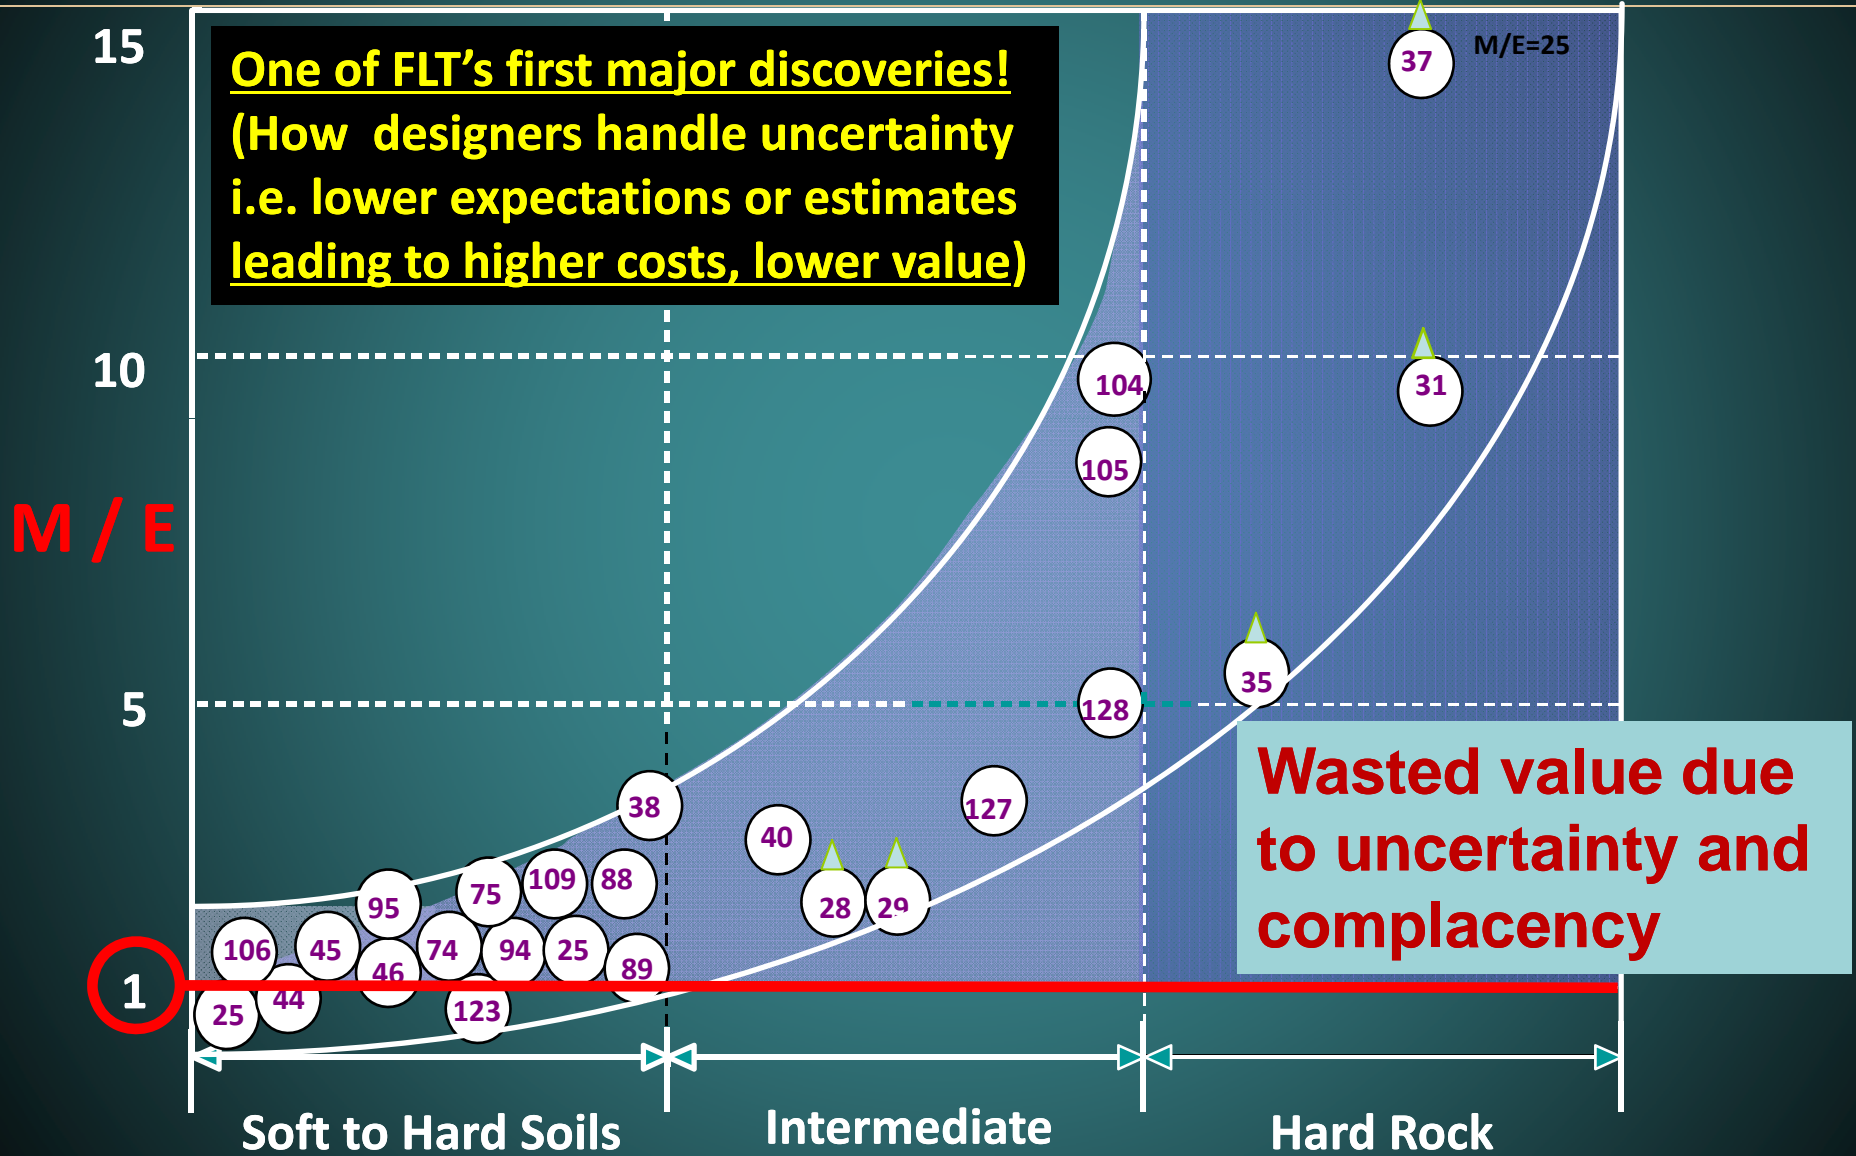 15
One of FLT’s first major discoveries!
(How  designers handle uncertainty
i.e. lower expectations or estimates
leading to higher costs, lower value)
37
M/E=25
10
104
31
105
M / E
5
35
128
Wasted value due
to uncertainty and
complacency
38
127
40
109
88
75
95
28
29
106
45
74
94
25
46
89
1
44
25
123
Soft to Hard Soils
Intermediate
Hard Rock